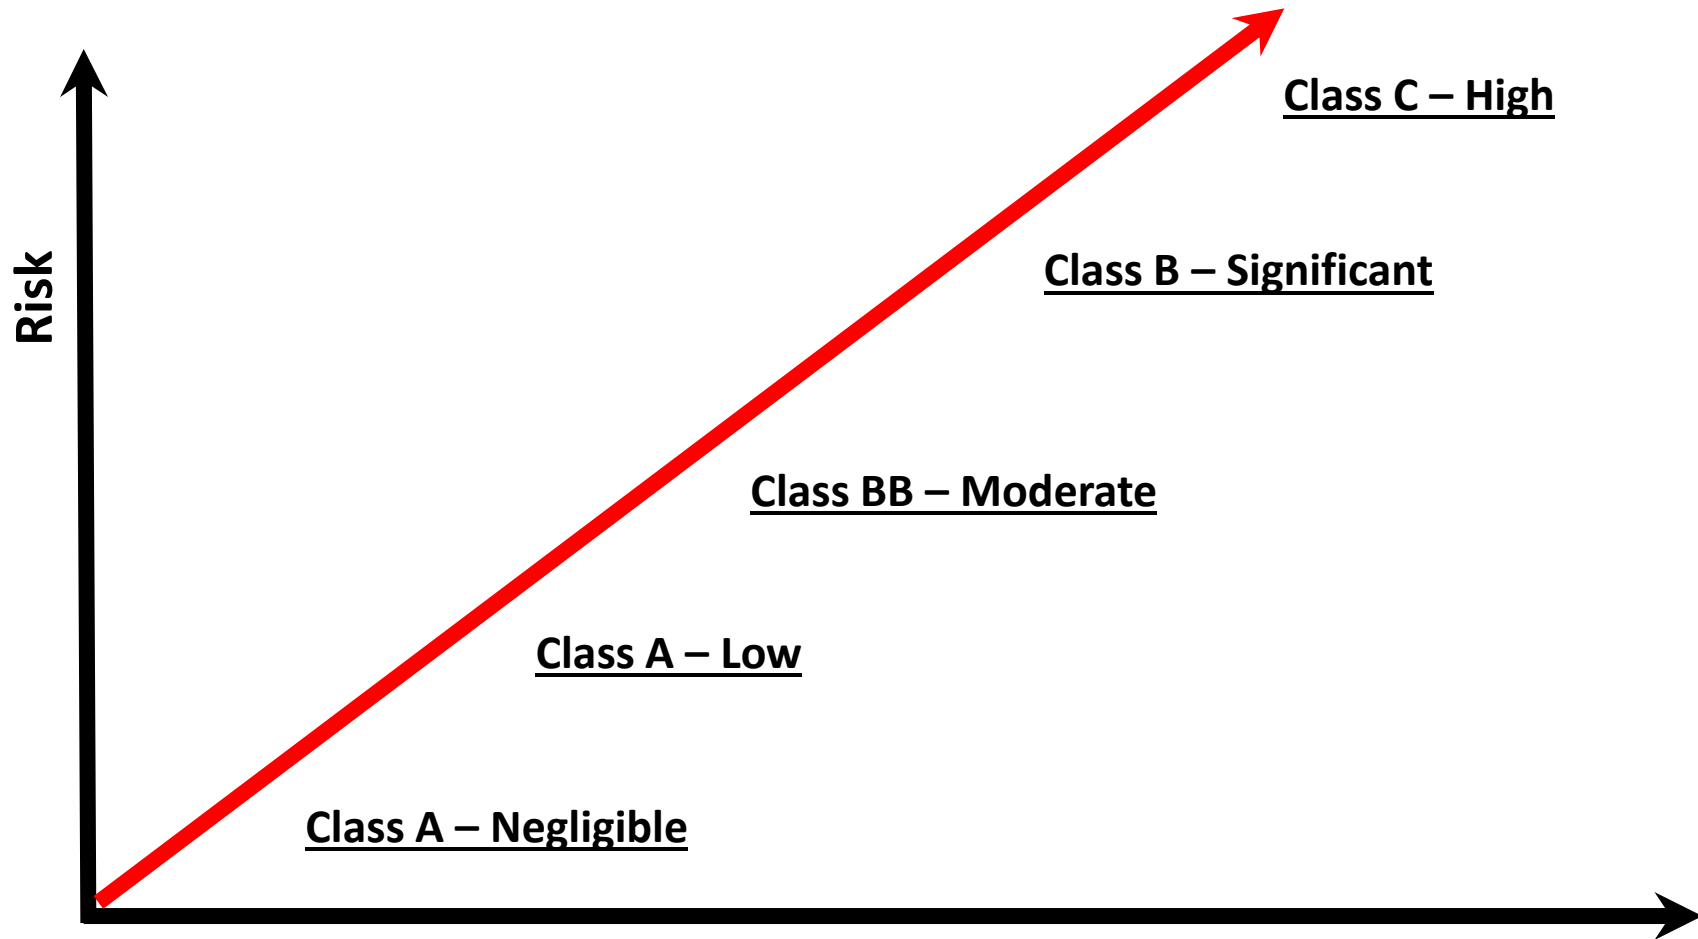 Class C – High
Class B – Significant
Risk
Class BB – Moderate
Class A – Low
Class A – Negligible